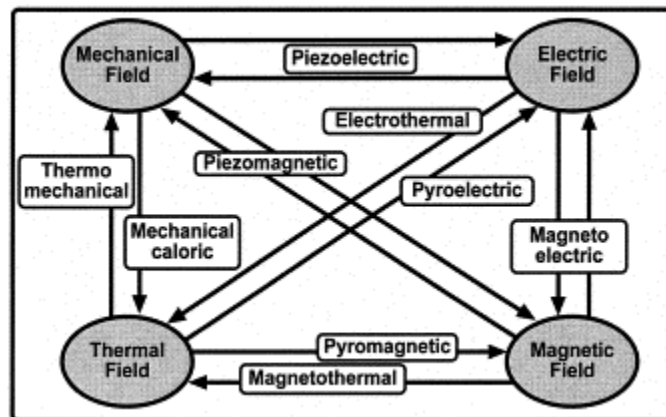 Mechanical
Field
Piezoelectric
Electric
Field
Electrothermal
Thermo
mechanical
Piezomagnetic
Pyroelectric
Mechanical
caloric
Magneto
electric
Thermal
Field
Pyromagnetic
Magnetothermal
Magnetic
Field